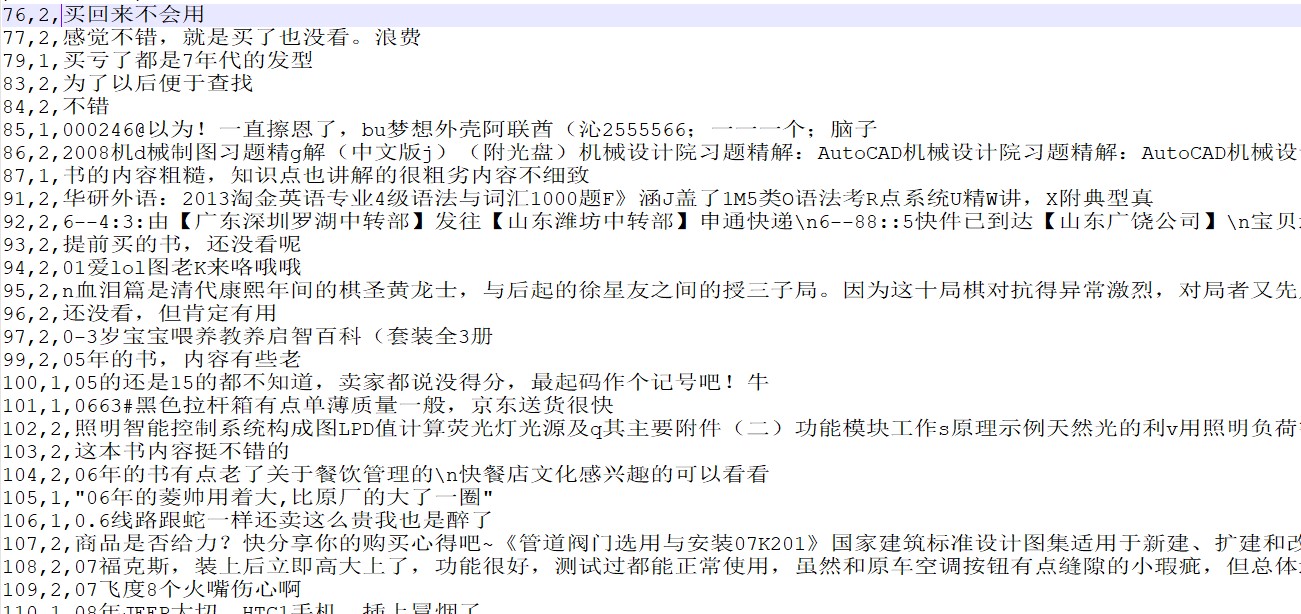 76,2,买回来不会用
77,2,感觉不错，就是买了也没看。浪费
79,1,买亏了都是7年代的发型
83,2,为了以后便于查找
84,2,不错
85,1,000246@以为！一直擦恩了，bu梦想外壳阿联酋（沁2555566；一一一个；脑子
86,2,2008机d械制图习题精g解（中文版j）（附光盘）机械设计院习题精解：AutoCAD机械设计院习题精解：AutoCAD机械设计
87,1,书的内容粗糙，知识点也讲解的很粗劣内容不细致
91,2,华研外语：2013淘金英语专业4级语法与词汇1000题F》涵J盖了1M5类O语法考R点系统U精W讲，X附典型真
92,2,6--4:3:由【广东深圳罗湖中转部】发往【山东潍坊中转部】申通快递\n6--88::5快件已到达【山东广饶公司】\n宝贝
93,2,提前买的书，还没看呢
94,2,01爱lol图老K来咯哦哦
95,2,n血泪篇是清代康熙年间的棋圣黄龙士，与后起的徐星友之间的授三子局。因为这十局棋对抗得异常激烈，对局者又先
96,2,还没看，但肯定有用
97,2,0-3岁宝宝喂养教养启智百科（套装全3册
99,2,05年的书，内容有些老
100,1,05的还是15的都不知道，卖家都说没得分，最起码作个记号吧！牛
101,1,0663#黑色拉杆箱有点单薄质量一般，京东送货很快
102,2,照明智能控制系统构成图LPD值计算荧光灯光源及q其主要附件（二）功能模块工作s原理示例天然光的利v用照明负荷
103,2,这本书内容挺不错的
104,2,06年的书有点老了关于餐饮管理的\n快餐店文化感兴趣的可以看看
105,1,"06年的菱帅用着大,比原厂的大了一圈"
106,1,0.6线路跟蛇一样还卖这么贵我也是醉了
107,2,商品是否给力？快分享你的购买心得吧~《管道阀门选用与安装07K201》国家建筑标准设计图集适用于新建、扩建和改
108,2,07福克斯，装上后立即高大上了，功能很好，测试过都能正常使用，虽然和原车空调按钮有点缝隙的小瑕疵，但总体
109,2,07飞度8个火嘴伤心啊
110,1,08年JEEP大切，HTC1手机，插上冒烟了